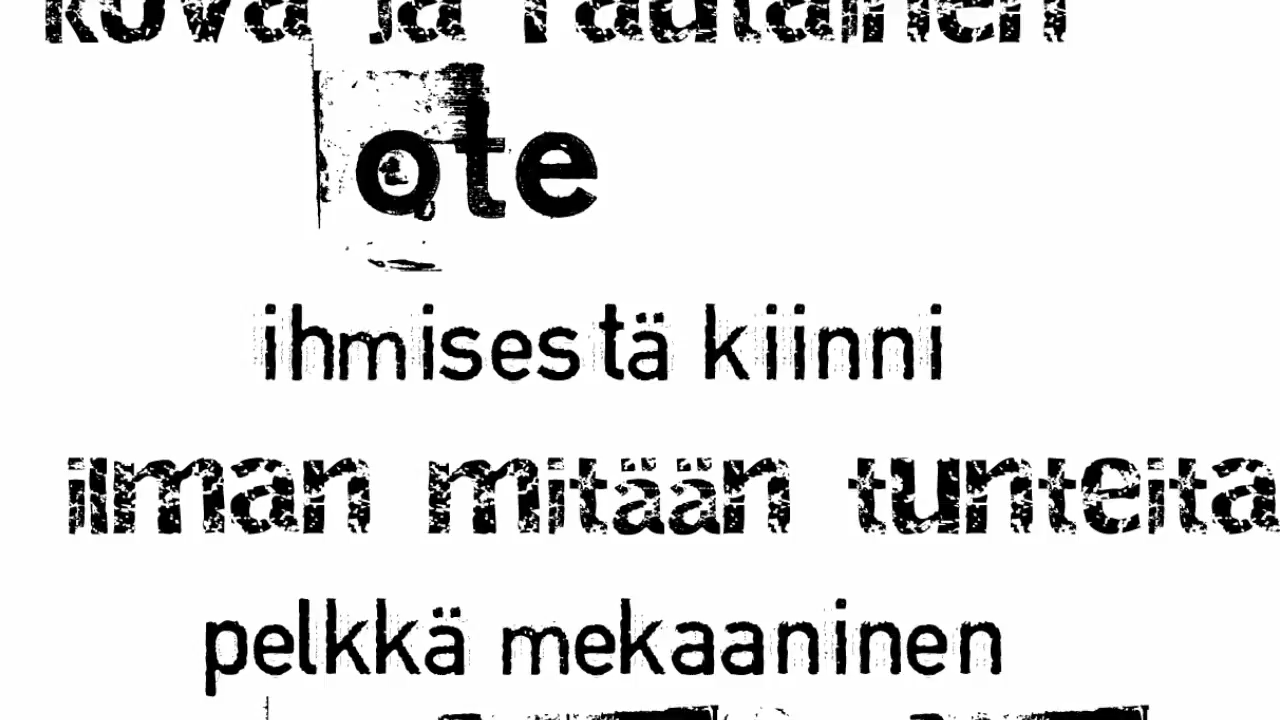 kova ja rautainen
ote
ihmisestä kiinni
ilman mitään tunteita
pelkkä mekaaninen